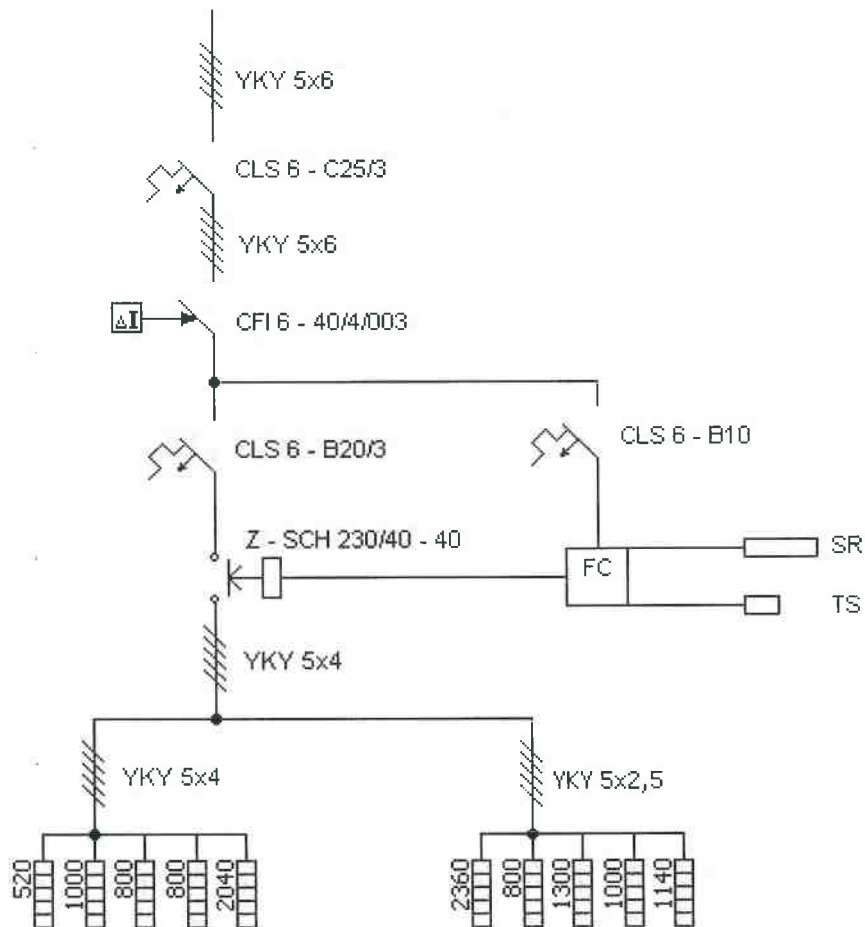 YKY 5x6
CLS 6 - C25/3
YKY 5x6
ΔI
CFI 6 - 40/4/003
CLS 6 - B20/3
CLS 6 - B10
Z - SCH 230/40 - 40
FC
SR
TS
YKY 5x4
YKY 5x4
YKY 5x2,5
520
1000
800
800
2040
2360
800
1300
1000
1140